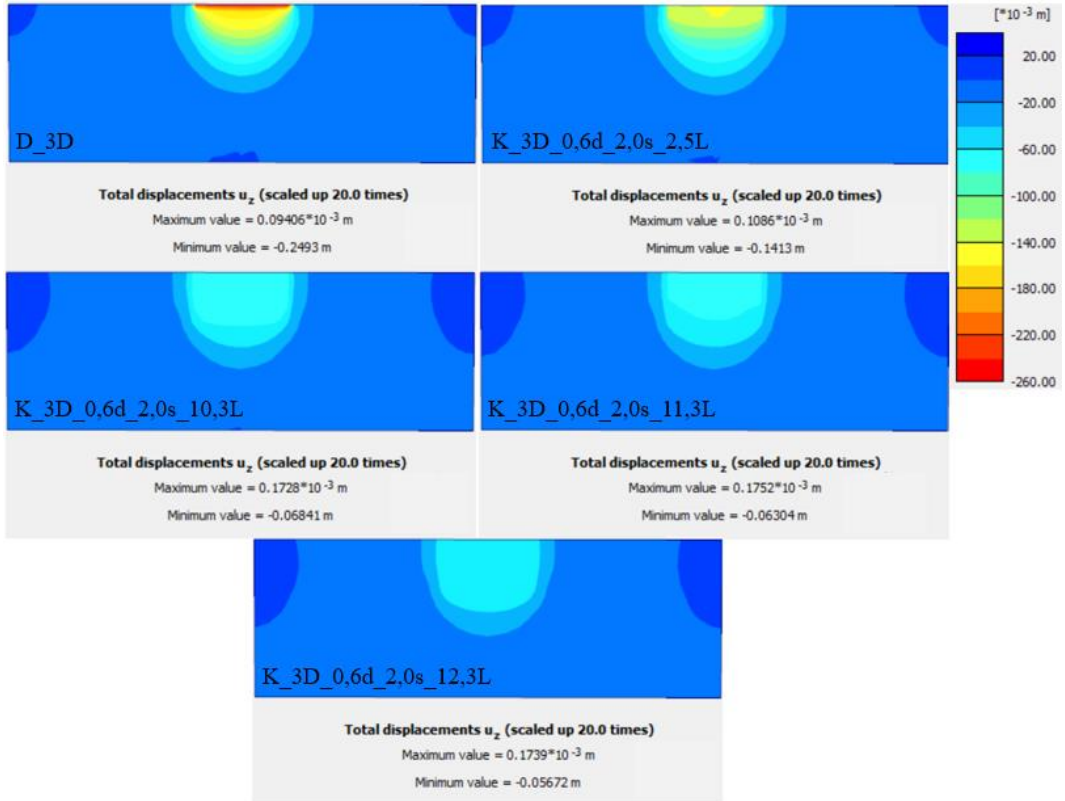 [*10 -3 m]
20.00
-20.00
-60.00
-100.00
-140.00
-180.00
-220.00
-260.00
D_3D
Total displacements uz (scaled up 20.0 times)
Maximum value = 0.09406*10 -3 m
Minimum value = -0.2493 m
K_3D_0,6d_2,0s_2,5L
Total displacements uz (scaled up 20.0 times)
Maximum value = 0.1086*10 -3 m
Minimum value = -0.1413 m
K_3D_0,6d_2,0s_10,3L
Total displacements uz (scaled up 20.0 times)
Maximum value = 0.1728*10 -3 m
Minimum value = -0.06841 m
K_3D_0,6d_2,0s_11,3L
Total displacements uz (scaled up 20.0 times)
Maximum value = 0.1752*10 -3 m
Minimum value = -0.06304 m
K_3D_0,6d_2,0s_12,3L
Total displacements uz (scaled up 20.0 times)
Maximum value = 0.1739*10 -3 m
Minimum value = -0.05672 m